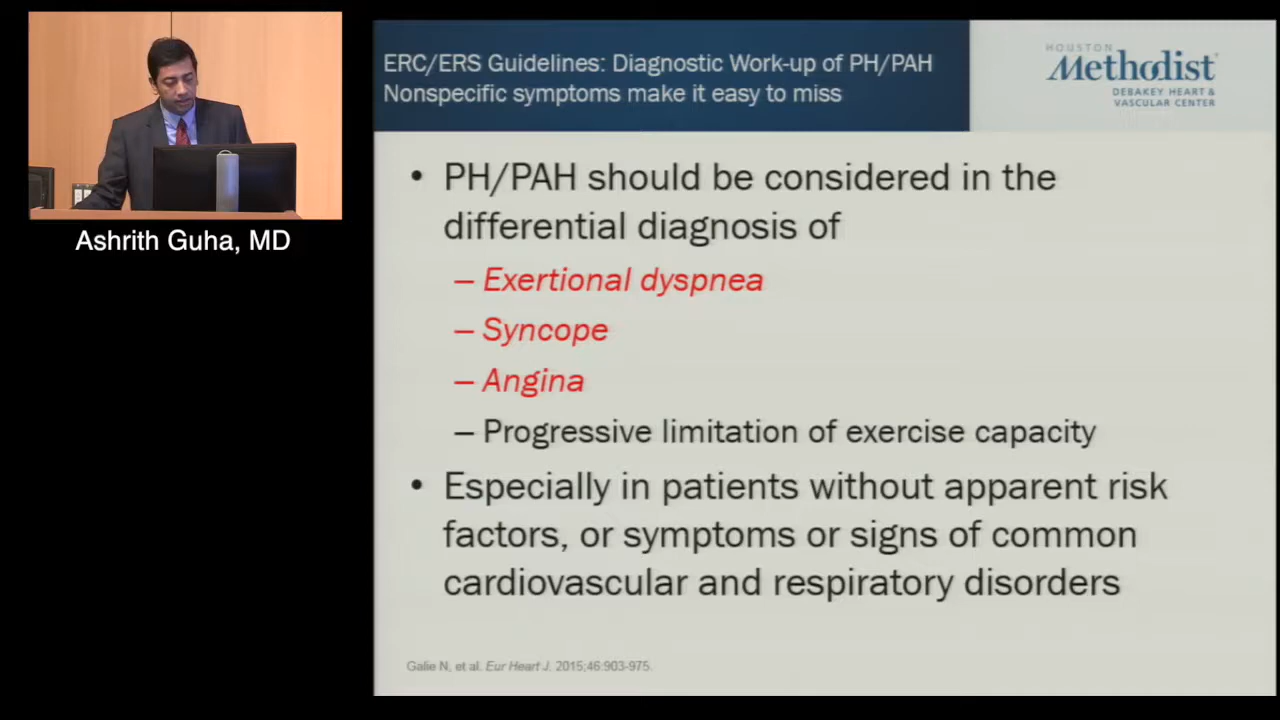 ERC/ERS Guidelines: Diagnostic Work-up of PH/PAH
Nonspecific symptoms make it easy to miss
HOUSTON
Methodist
DEBAKEY HEART &
VASCULAR CENTER
Ashrith Guha, MD
• PH/PAH should be considered in the
differential diagnosis of
– Exertional dyspnea
– Syncope
– Angina
– Progressive limitation of exercise capacity
• Especially in patients without apparent risk
factors, or symptoms or signs of common
cardiovascular and respiratory disorders
Galie N, et al. Eur Heart J. 2015;46:903-975.